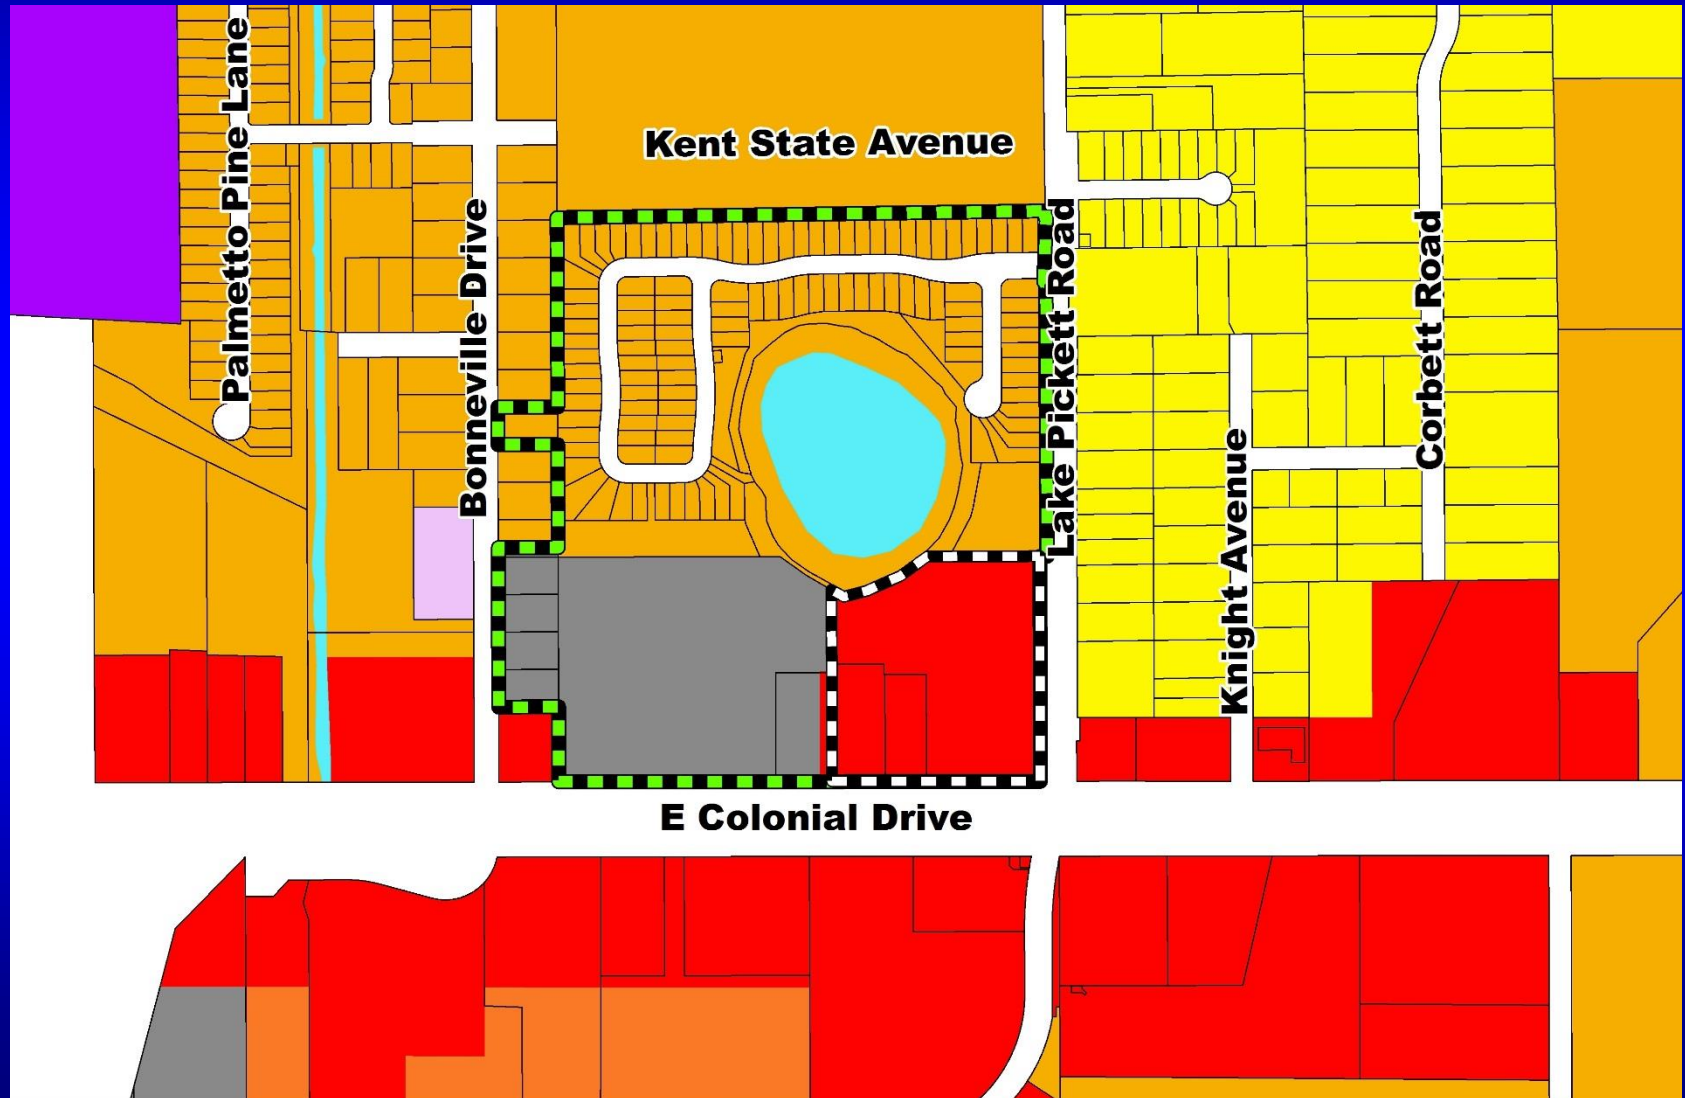 Palmetto Pine Lane
Kent State Avenue
Bonneville Drive
Lake Pickett Road
Corbett Road
Knight Avenue
E Colonial Drive